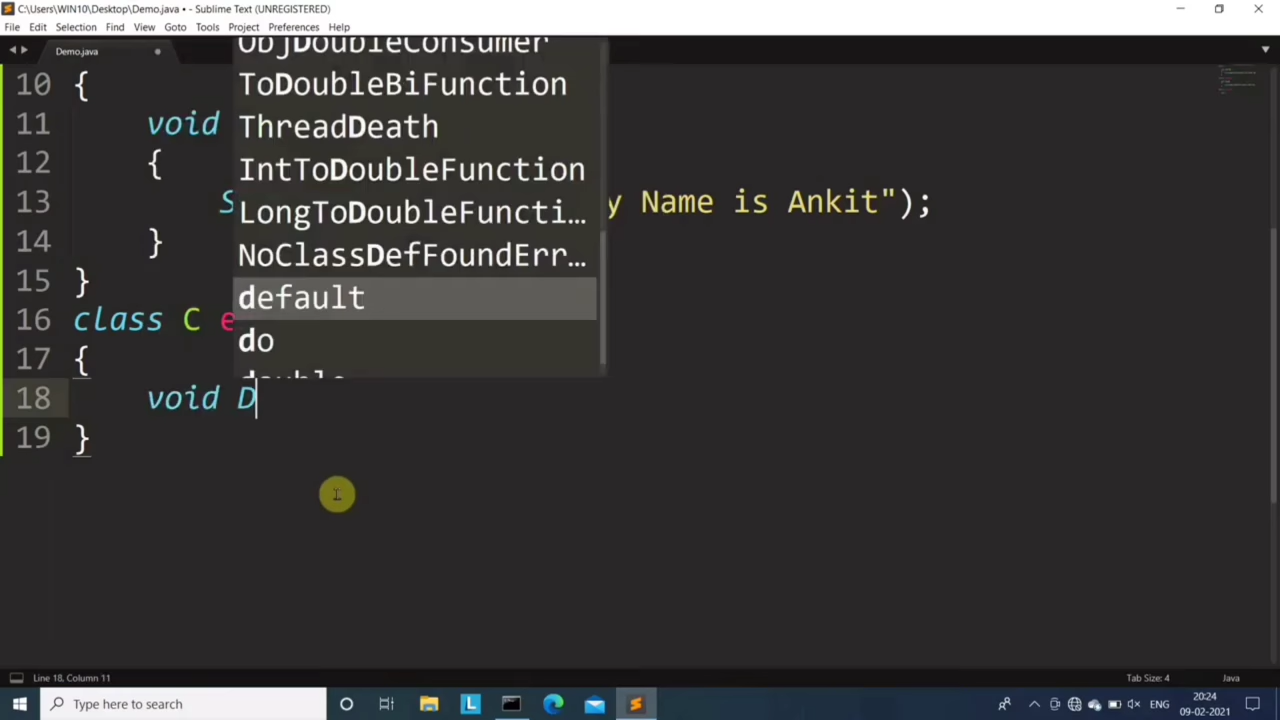 C:\Users\WIN10\Desktop\Demo.java • - Sublime Text (UNREGISTERED)
File Edit Selection Find View Goto Tools Project Preferences Help
Demo.java
ObjDoubleConsumer
10 {
ToDoubleBiFunction
11 void
ThreadDeath
12 {
IntToDoubleFunction
13 S y Name is Ankit");
LongToDoubleFuncti…
14 }
NoClassDefFoundErr…
15 }
default
16 class C e
do
17 {
double
18 void D
19 }
Line 18, Column 11 Tab Size: 4 Java
Type here to search
L
ENG
20:24
09-02-2021